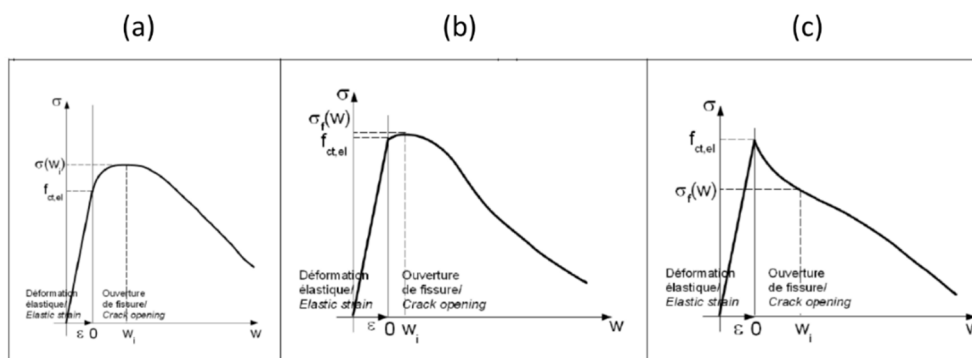 (a)
(b)
(c)
σ
σ(wᵢ)
f_ct,el
Déformation
élastique/
Elastic strain
Ouverture
de fissure/
Crack opening
ε 0 wᵢ w
σ
σ_f(w)
f_ct,el
Déformation
élastique/
Elastic strain
Ouverture
de fissure/
Crack opening
ε 0 wᵢ w
σ
f_ct,el
σ_f(w)
Déformation
élastique/
Elastic strain
Ouverture
de fissure/
Crack opening
ε 0 wᵢ w